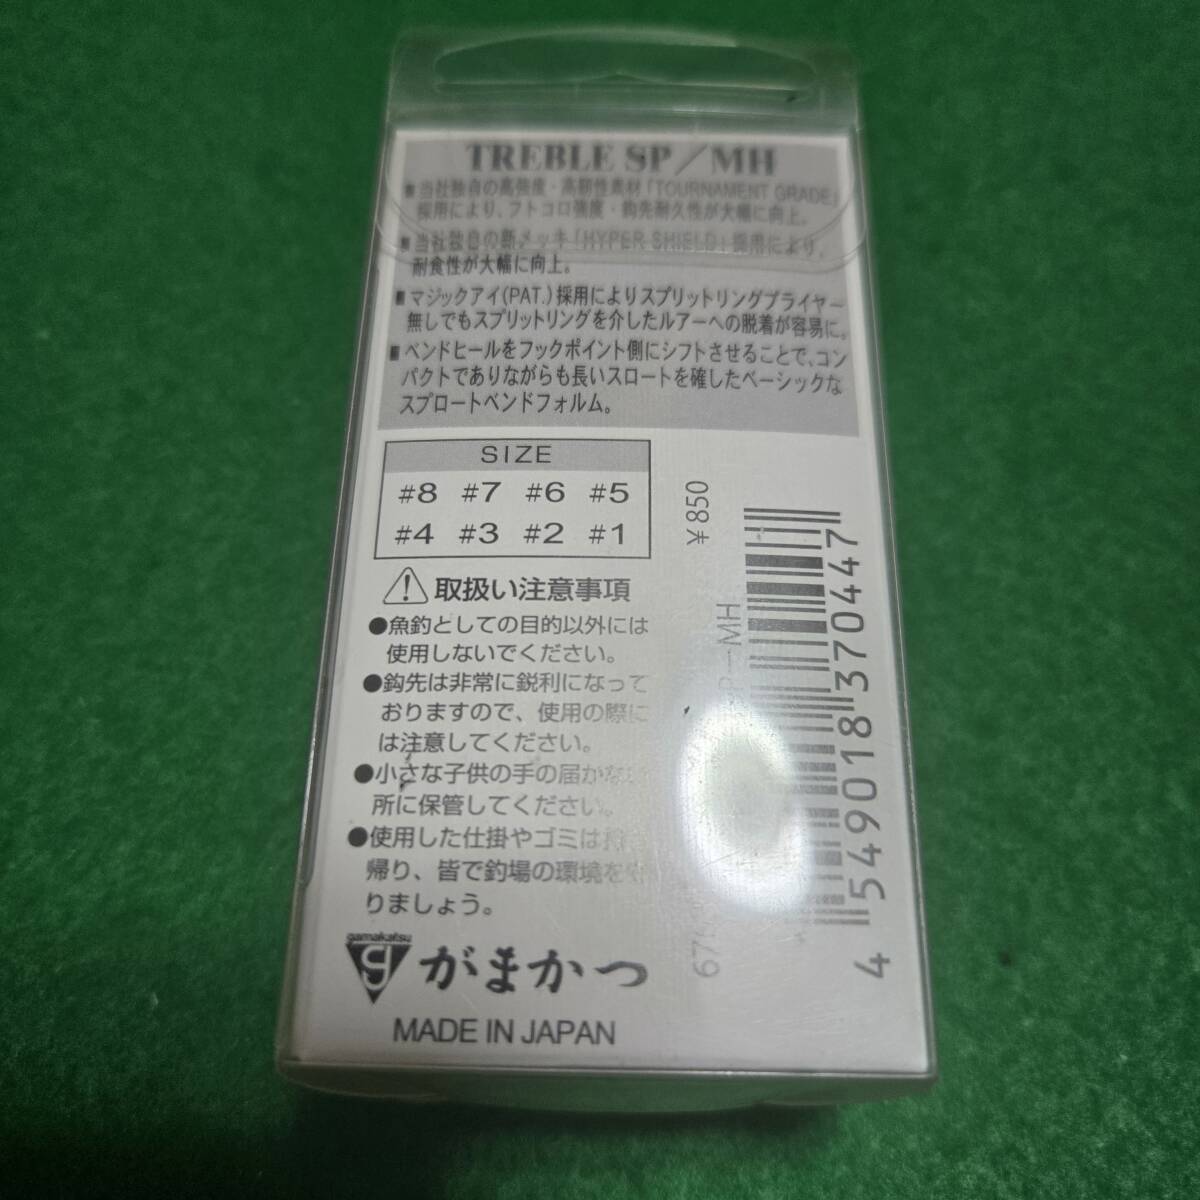 TREBLE SP／MH
■当社独自の高強度・高靭性素材「TOURNAMENT GRADE」
採用により、フトコロ強度・鈎先耐久性が大幅に向上。
■当社独自の新メッキ「HYPER SHIELD」採用により、
耐食性が大幅に向上。
■マジックアイ(PAT.)採用によりスプリットリングプライヤー
無しでもスプリットリングを介したルアーへの脱着が容易に。
■ベンドヒールをフックポイント側にシフトさせることで、コン
パクトでありながらも長いスロートを確したベーシックな
スプロートベンドフォルム。
SIZE
#8 #7 #6 #5
#4 #3 #2 #1
取扱い注意事項
●魚釣としての目的以外には
使用しないでください。
●鈎先は非常に鋭利になって
おりますので、使用の際に
は注意してください。
●小さな子供の手の届かない
所に保管してください。
●使用した仕掛やゴミは
帰り、皆で釣場の環境を
りましょう。
gamakatsu
がまかつ
MADE IN JAPAN
¥850
MH
4 549018 370447